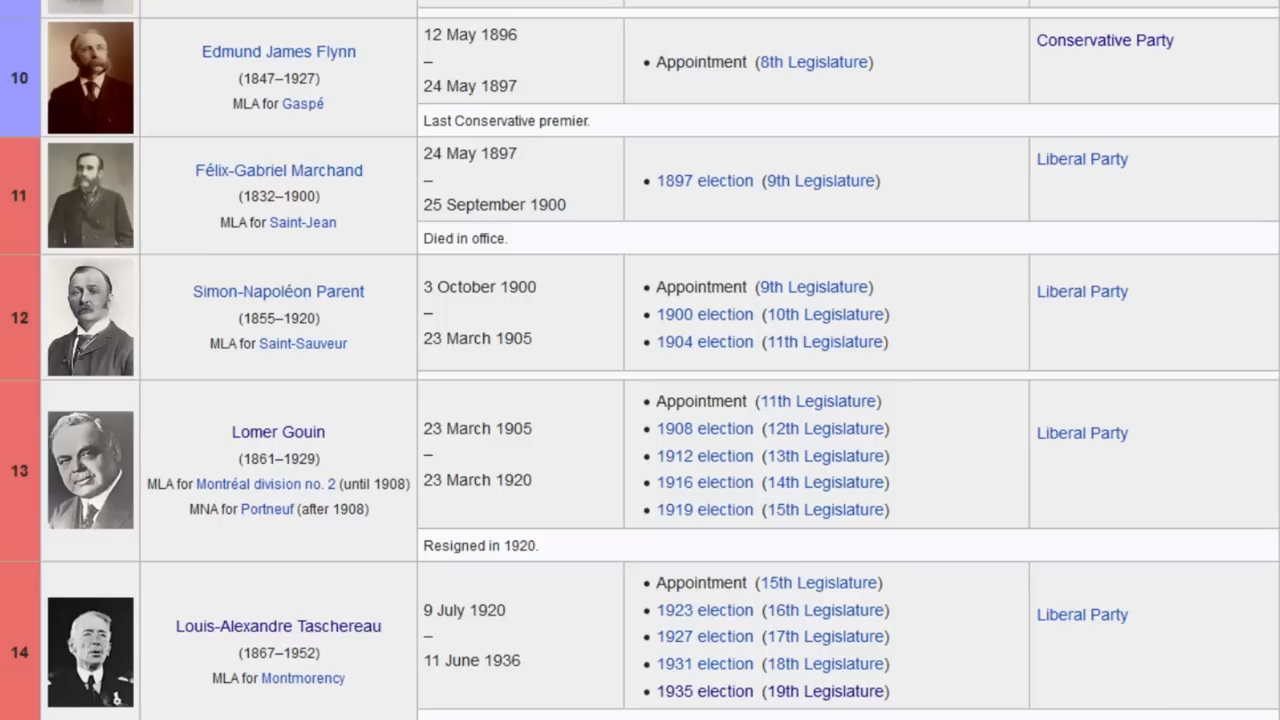 10
Edmund James Flynn
(1847–1927)
MLA for Gaspé
12 May 1896
–
24 May 1897
• Appointment (8th Legislature)
Conservative Party
Last Conservative premier.
11
Félix-Gabriel Marchand
(1832–1900)
MLA for Saint-Jean
24 May 1897
–
25 September 1900
• 1897 election (9th Legislature)
Liberal Party
Died in office.
12
Simon-Napoléon Parent
(1855–1920)
MLA for Saint-Sauveur
3 October 1900
–
23 March 1905
• Appointment (9th Legislature)
• 1900 election (10th Legislature)
• 1904 election (11th Legislature)
Liberal Party
13
Lomer Gouin
(1861–1929)
MLA for Montréal division no. 2 (until 1908)
MNA for Portneuf (after 1908)
23 March 1905
–
23 March 1920
• Appointment (11th Legislature)
• 1908 election (12th Legislature)
• 1912 election (13th Legislature)
• 1916 election (14th Legislature)
• 1919 election (15th Legislature)
Liberal Party
Resigned in 1920.
14
Louis-Alexandre Taschereau
(1867–1952)
MLA for Montmorency
9 July 1920
–
11 June 1936
• Appointment (15th Legislature)
• 1923 election (16th Legislature)
• 1927 election (17th Legislature)
• 1931 election (18th Legislature)
• 1935 election (19th Legislature)
Liberal Party